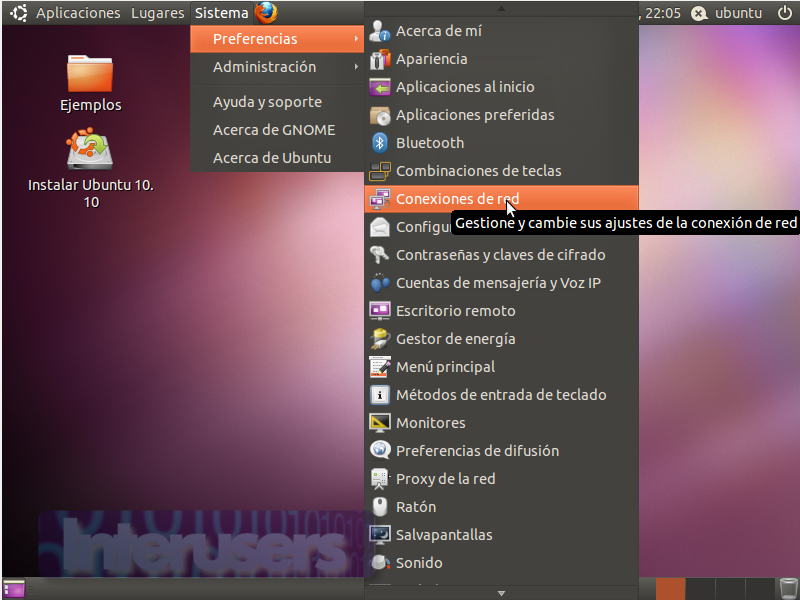 Aplicaciones Lugares Sistema
, 22:05 ubuntu
Ejemplos
Instalar Ubuntu 10.
10
Preferencias
Administración
Ayuda y soporte
Acerca de GNOME
Acerca de Ubuntu
Acerca de mí
Apariencia
Aplicaciones al inicio
Aplicaciones preferidas
Bluetooth
Combinaciones de teclas
Conexiones de red
Gestione y cambie sus ajustes de la conexión de red
Configu
Contraseñas y claves de cifrado
Cuentas de mensajería y Voz IP
Escritorio remoto
Gestor de energía
Menú principal
Métodos de entrada de teclado
Monitores
Preferencias de difusión
Proxy de la red
Ratón
Salvapantallas
Sonido
Interusers